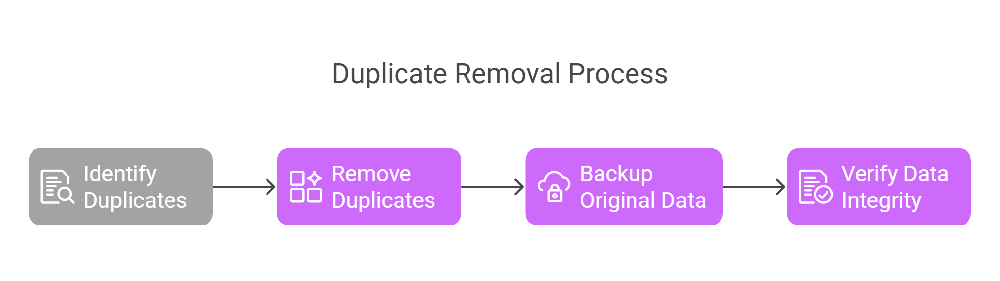 Duplicate Removal Process
Identify
Duplicates
Remove
Duplicates
Backup
Original Data
Verify Data
Integrity